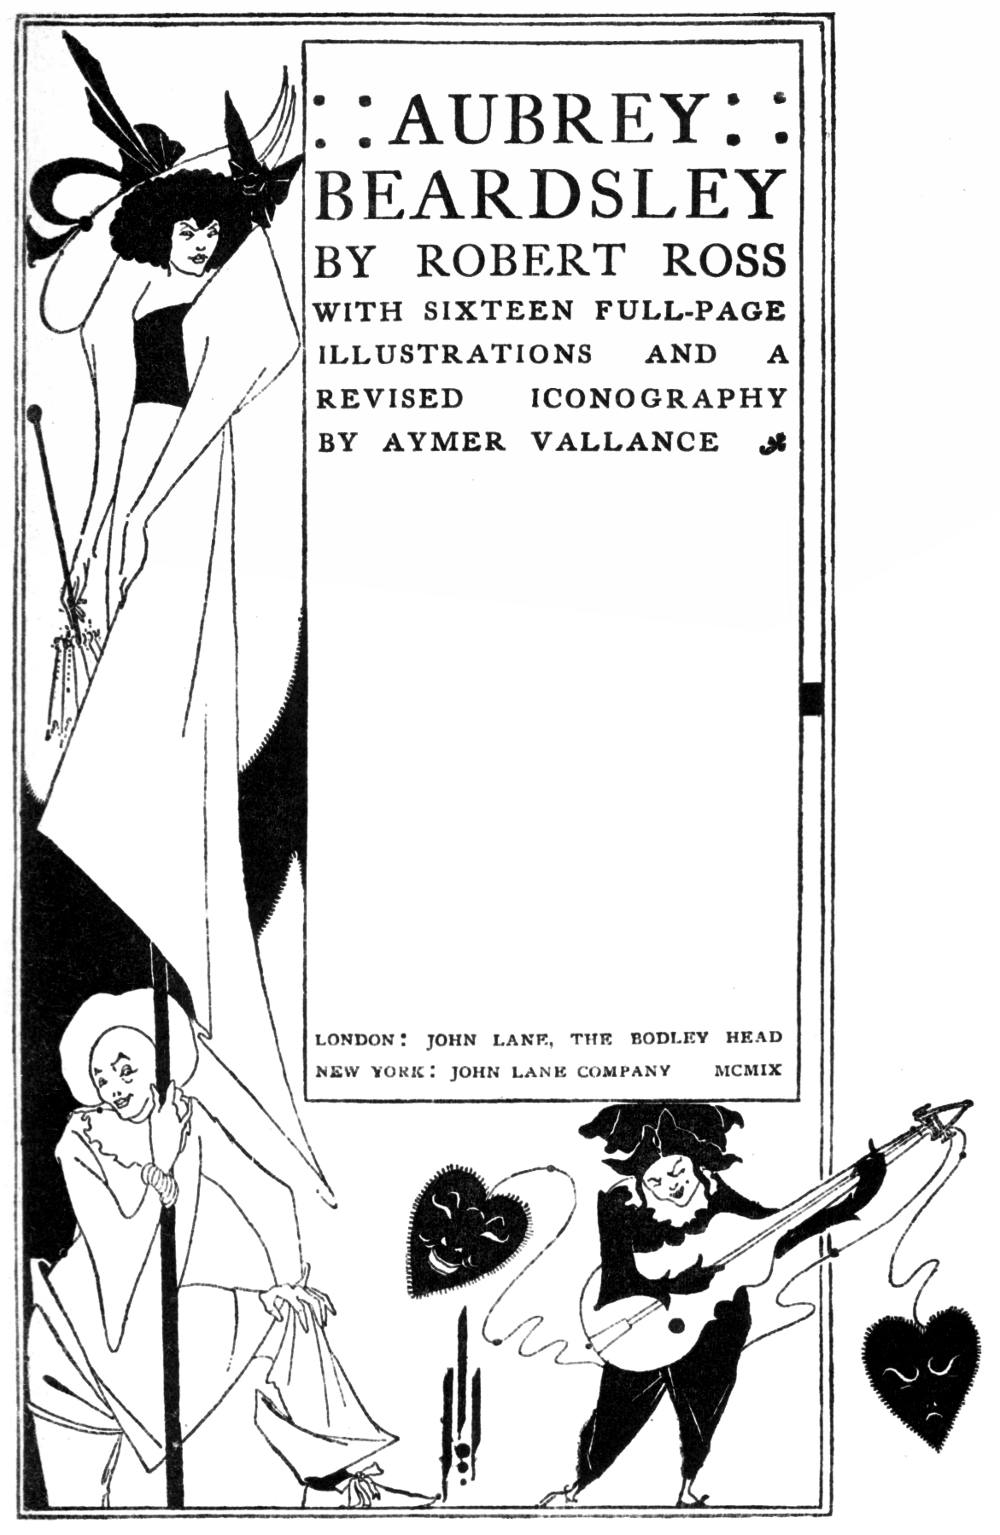 : : AUBREY : :
BEARDSLEY
BY ROBERT ROSS
WITH SIXTEEN FULL-PAGE
ILLUSTRATIONS AND A
REVISED ICONOGRAPHY
BY AYMER VALLANCE
LONDON: JOHN LANE, THE BODLEY HEAD
NEW YORK: JOHN LANE COMPANY MCMIX